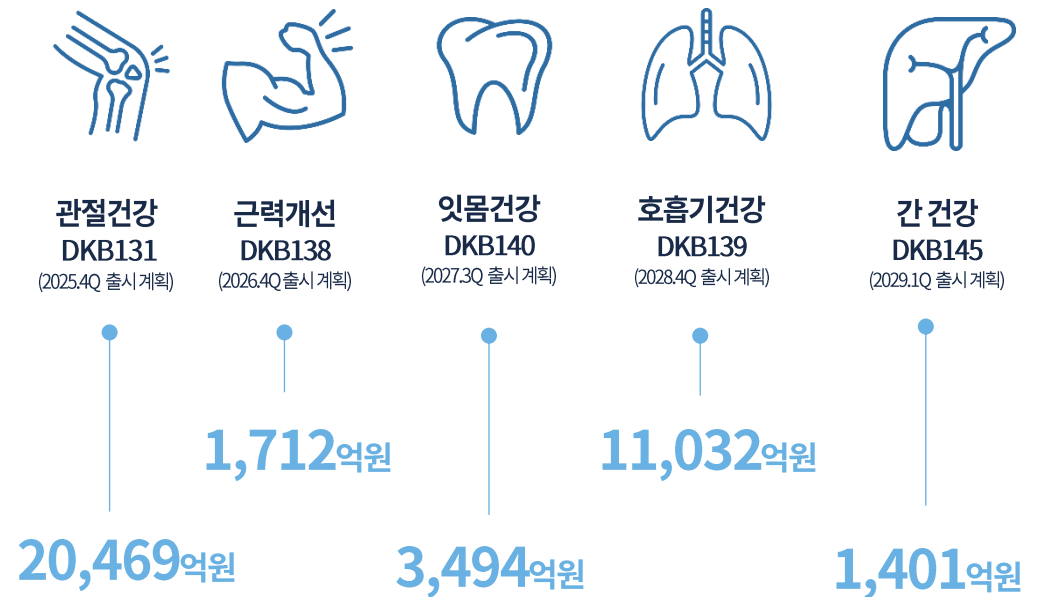 관절건강
DKB131
(2025.4Q 출시 계획)
20,469억원
근력개선
DKB138
(2026.4Q 출시 계획)
1,712억원
잇몸건강
DKB140
(2027.3Q 출시 계획)
3,494억원
호흡기건강
DKB139
(2028.4Q 출시 계획)
11,032억원
간 건강
DKB145
(2029.1Q 출시 계획)
1,401억원